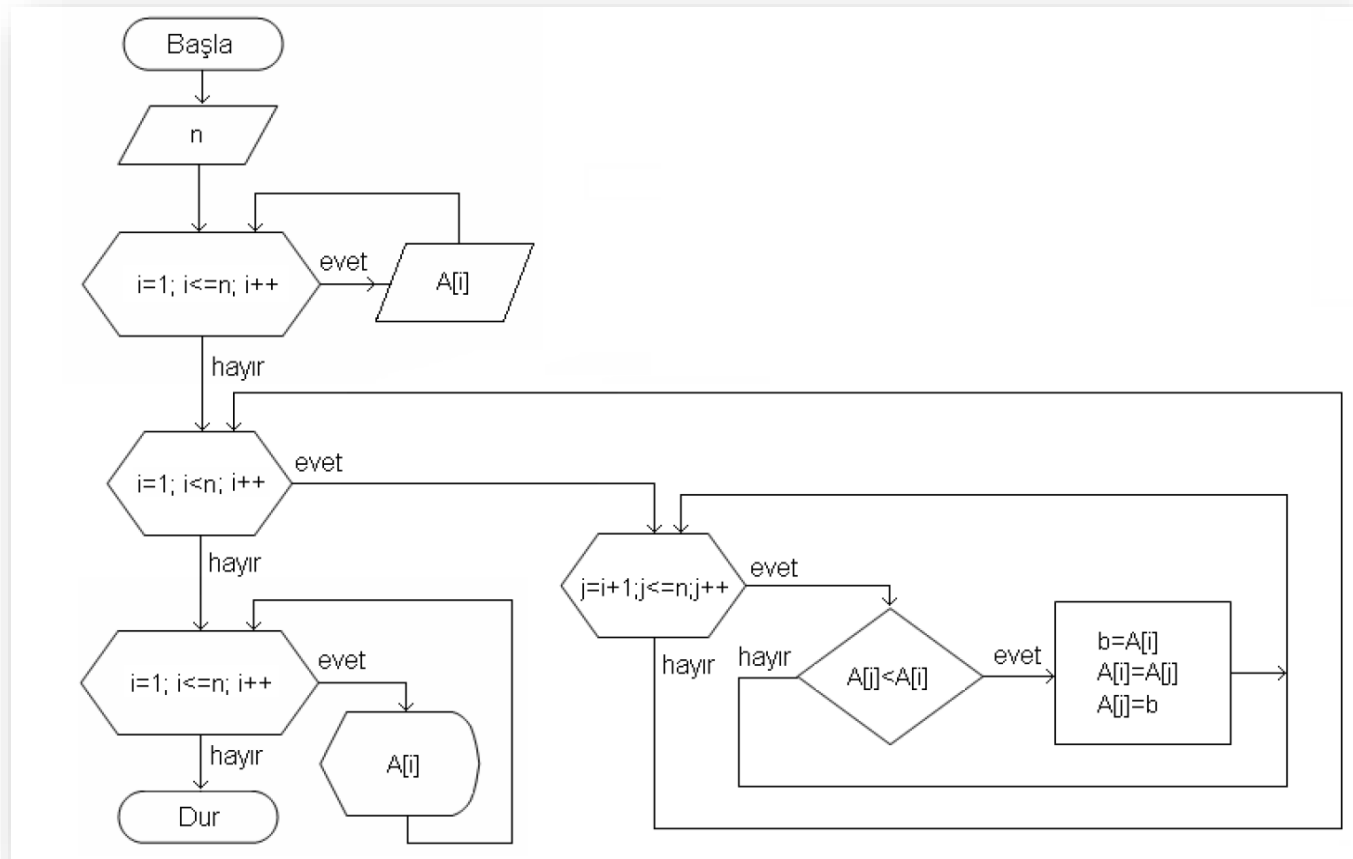 Başla
n
i=1; i<=n; i++
evet
A[i]
hayır
i=1; i<n; i++
evet
hayır
j=i+1;j<=n;j++
evet
hayır
hayır
A[j]<A[i]
evet
b=A[i]
A[i]=A[j]
A[j]=b
i=1; i<=n; i++
evet
A[i]
hayır
Dur